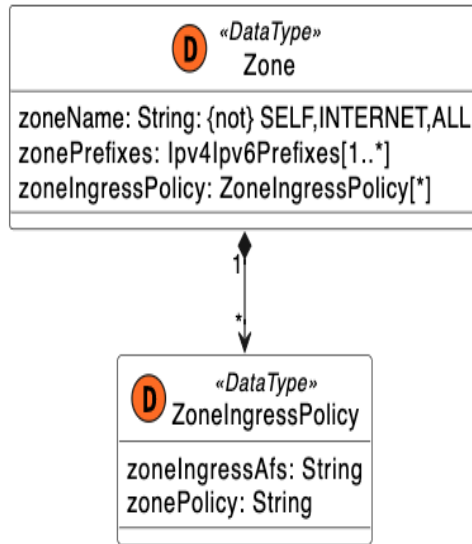 D «DataType»
Zone
zoneName: String: {not} SELF,INTERNET,ALL
zonePrefixes: Ipv4Ipv6Prefixes[1..*]
zoneIngressPolicy: ZoneIngressPolicy[*]
1
*
D «DataType»
ZoneIngressPolicy
zoneIngressAfs: String
zonePolicy: String